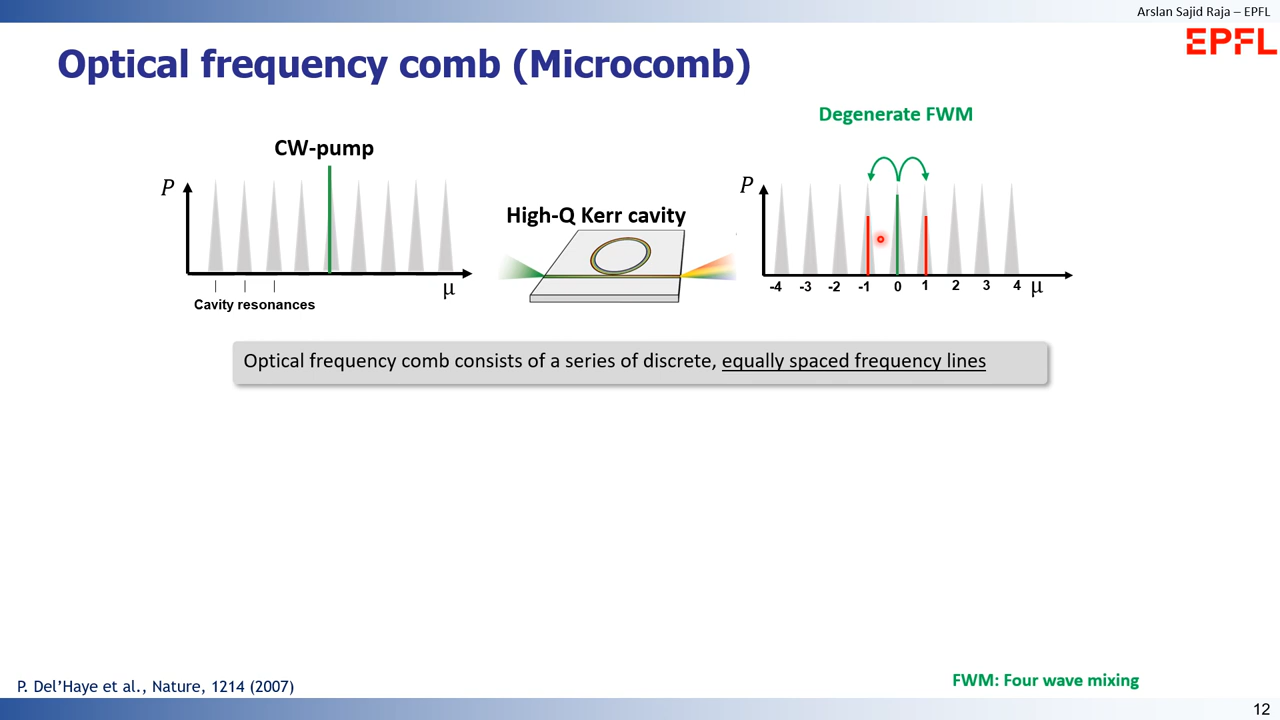 Arslan Sajid Raja – EPFL
EPFL
Optical frequency comb (Microcomb)
Degenerate FWM
CW-pump
P
P
High-Q Kerr cavity
-4 -3 -2 -1 0 1 2 3 4 μ
μ
Cavity resonances
Optical frequency comb consists of a series of discrete, equally spaced frequency lines
P. Del’Haye et al., Nature, 1214 (2007)
FWM: Four wave mixing
12